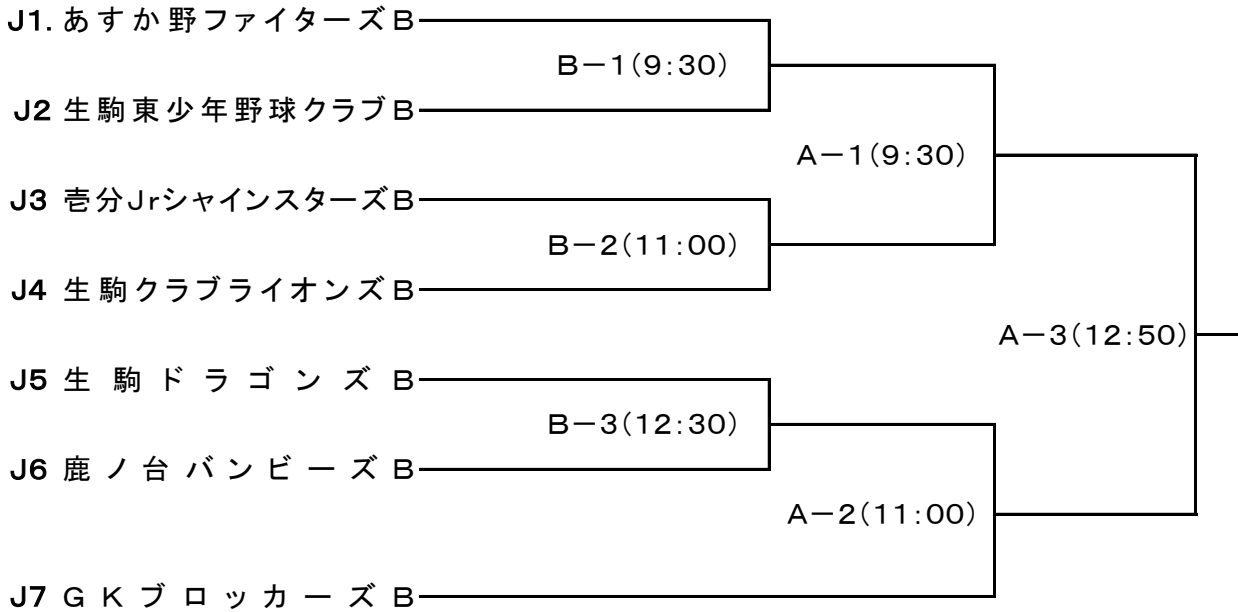 J1. あすか野ファイターズB
B－1(9:30)
J2 生駒東少年野球クラブB
A－1(9:30)
J3 壱分Jrシャインスターズ B
B－2(11:00)
J4 生駒クラブライオンズB
A－3(12:50)
J5 生駒ドラゴンズ B
B－3(12:30)
J6 鹿ノ台バンビーズ B
A－2(11:00)
J7 GKブロッカーズ B